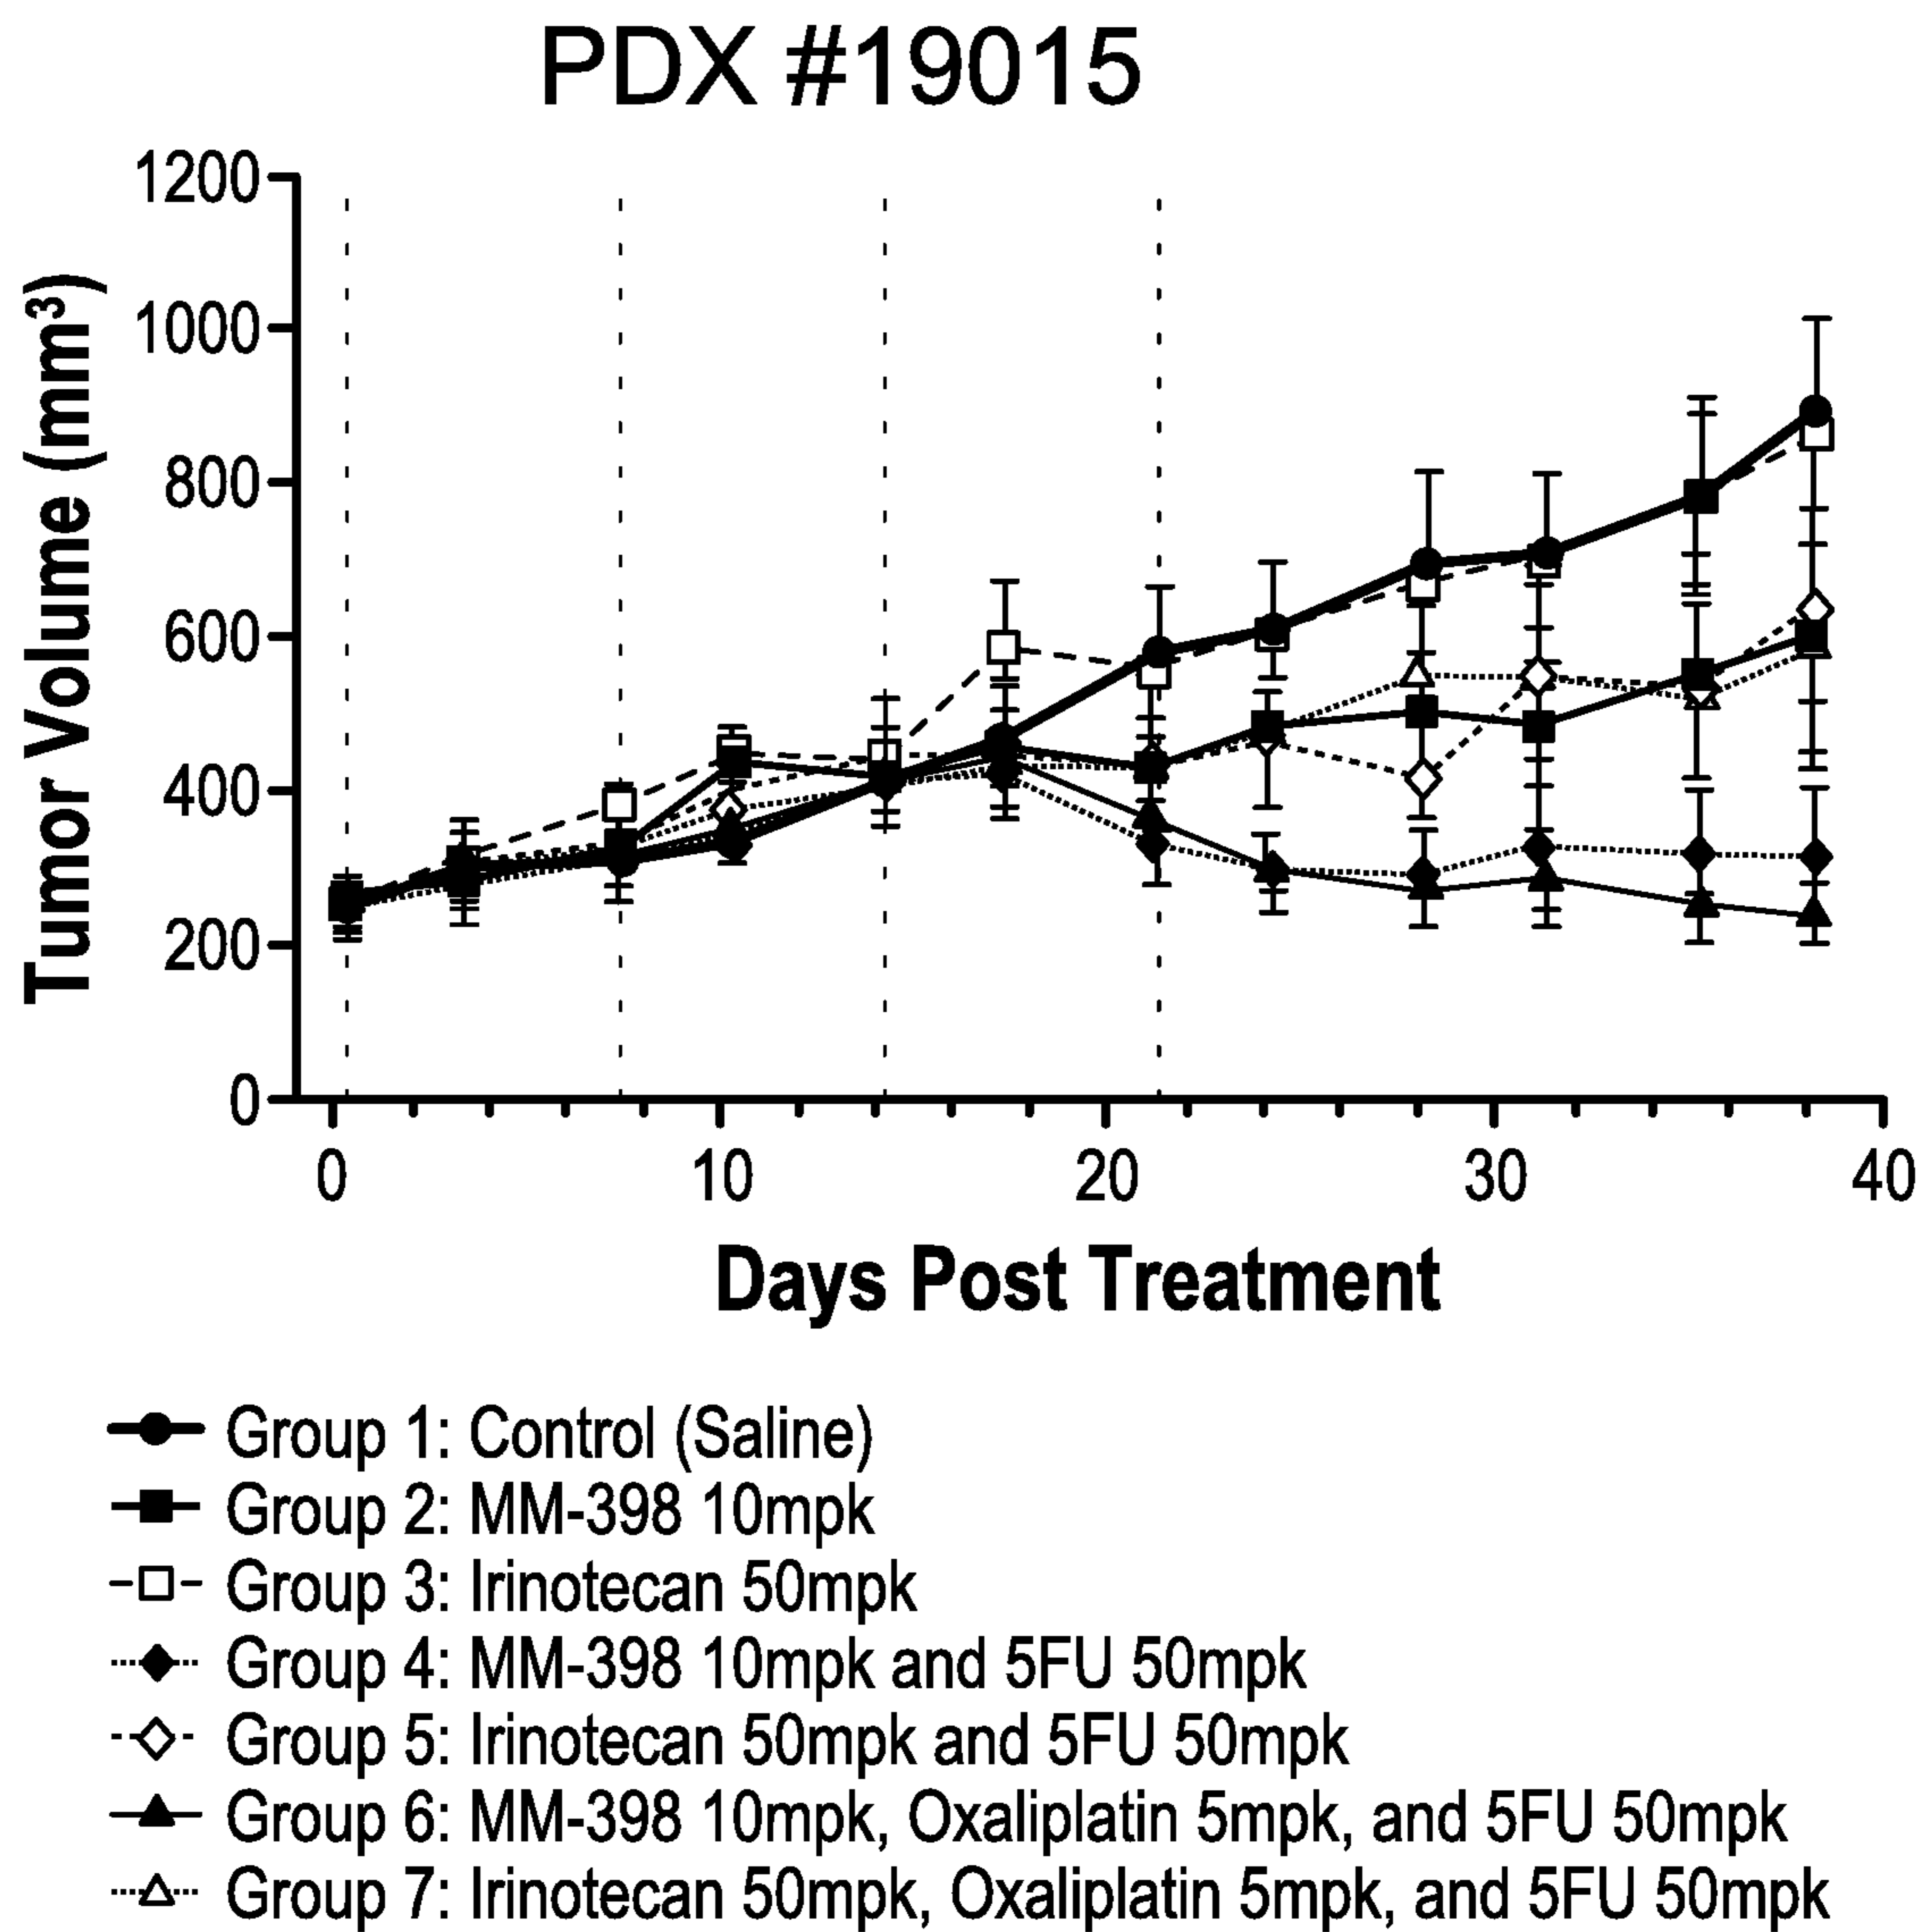 PDX #19015
Tumor Volume (mm³)
1200
1000
800
600
400
200
0
0 10 20 30 40
Days Post Treatment
Group 1: Control (Saline)
Group 2: MM-398 10mpk
Group 3: Irinotecan 50mpk
Group 4: MM-398 10mpk and 5FU 50mpk
Group 5: Irinotecan 50mpk and 5FU 50mpk
Group 6: MM-398 10mpk, Oxaliplatin 5mpk, and 5FU 50mpk
Group 7: Irinotecan 50mpk, Oxaliplatin 5mpk, and 5FU 50mpk